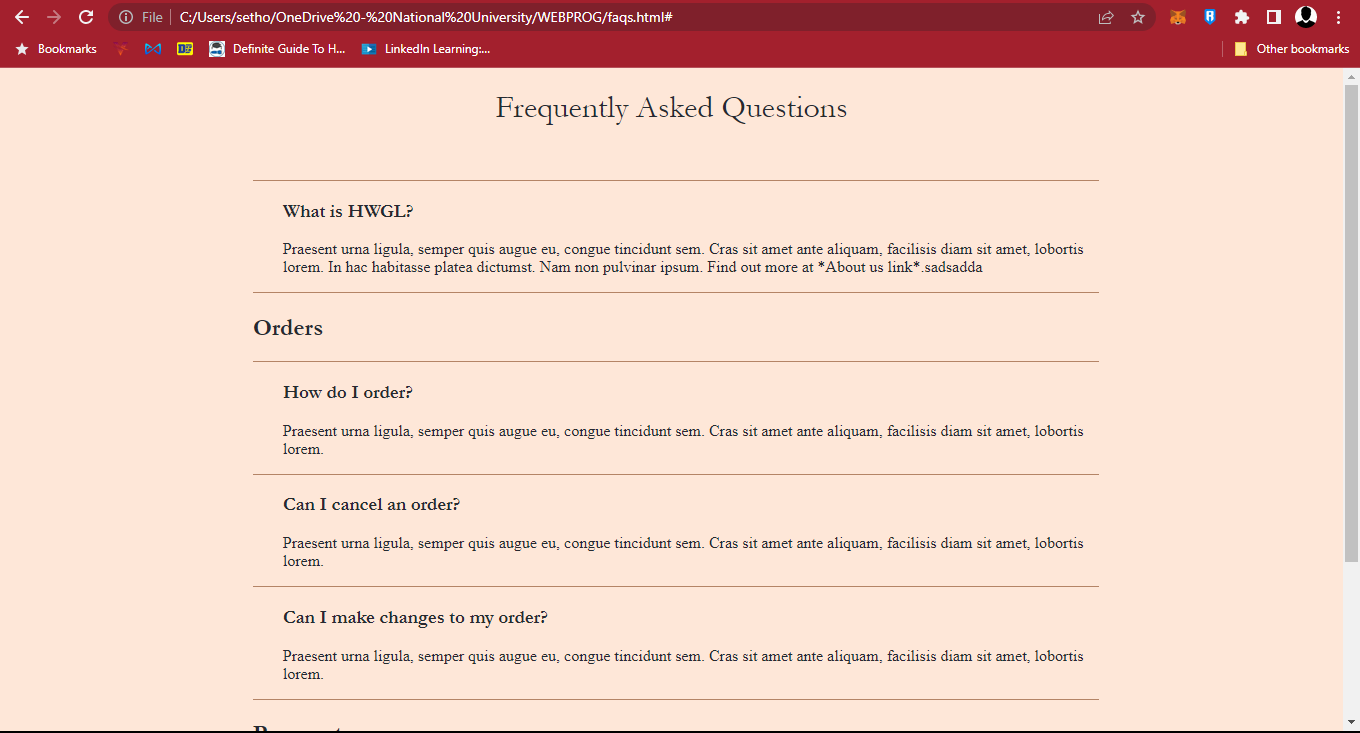 File
C:/Users/setho/OneDrive%20-%20National%20University/WEBPROG/faqs.html#
Bookmarks
Definite Guide To H...
LinkedIn Learning:...
Other bookmarks
Frequently Asked Questions
What is HWGL?
Praesent urna ligula, semper quis augue eu, congue tincidunt sem. Cras sit amet ante aliquam, facilisis diam sit amet, lobortis
lorem. In hac habitasse platea dictumst. Nam non pulvinar ipsum. Find out more at *About us link*.sadsadda
Orders
How do I order?
Praesent urna ligula, semper quis augue eu, congue tincidunt sem. Cras sit amet ante aliquam, facilisis diam sit amet, lobortis
lorem.
Can I cancel an order?
Praesent urna ligula, semper quis augue eu, congue tincidunt sem. Cras sit amet ante aliquam, facilisis diam sit amet, lobortis
lorem.
Can I make changes to my order?
Praesent urna ligula, semper quis augue eu, congue tincidunt sem. Cras sit amet ante aliquam, facilisis diam sit amet, lobortis
lorem.